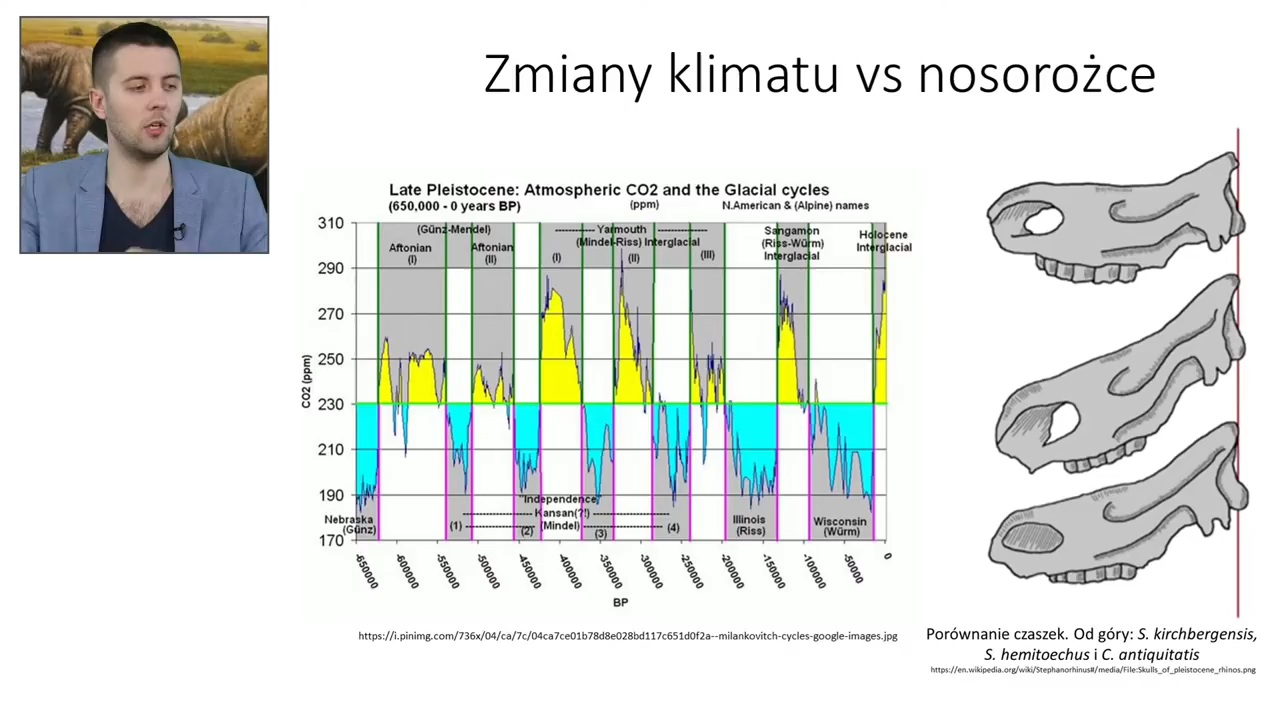 Zmiany klimatu vs nosorożce
Late Pleistocene: Atmospheric CO2 and the Glacial cycles
(650,000 - 0 years BP)
(ppm)
N.American & (Alpine) names
310
290
270
250
230
210
190
170
CO2 (ppm)
(Günz-Mendel)
Aftonian
(I)
Aftonian
(II)
---------- Yarmouth ------------
(Mindel-Riss) Interglacial
(I)
(II)
(III)
Sangamon
(Riss-Würm)
Interglacial
Holocene
Interglacial
Nebraska
(Günz)
"Independence,
Kansan(?!)
(Mindel)
(1)
(2)
(3)
(4)
Illinois
(Riss)
Wisconsin
(Würm)
-650000
-600000
-550000
-500000
-450000
-400000
-350000
-300000
-250000
-200000
-150000
-100000
-50000
0
BP
https://i.pinimg.com/736x/04/ca/7c/04ca7ce01b78d8e028bd117c651d0f2a--milankovitch-cycles-google-images.jpg
Porównanie czaszek. Od góry: S. kirchbergensis,
S. hemitoechus i C. antiquitatis
https://en.wikipedia.org/wiki/Stephanorhinus#/media/File:Skulls_of_pleistocene_rhinos.png